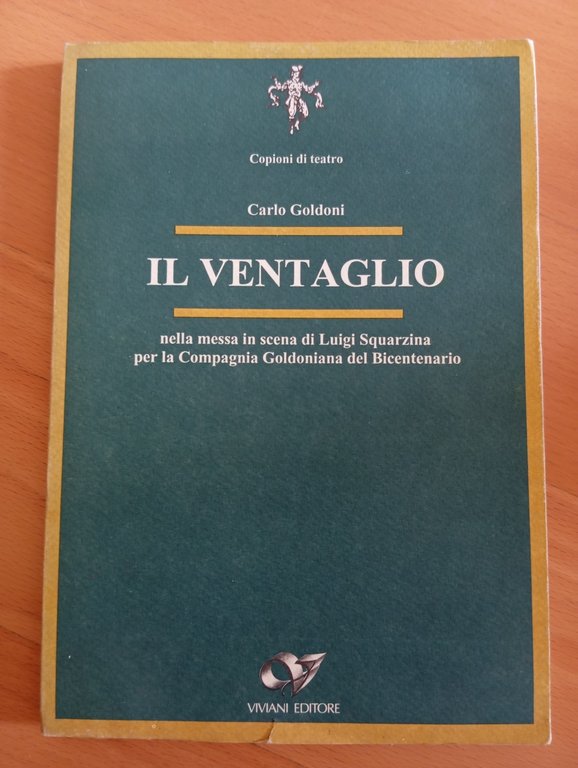 Copioni di teatro
Carlo Goldoni
IL VENTAGLIO
nella messa in scena di Luigi Squarzina
per la Compagnia Goldoniana del Bicentenario
VIVIANI EDITORE